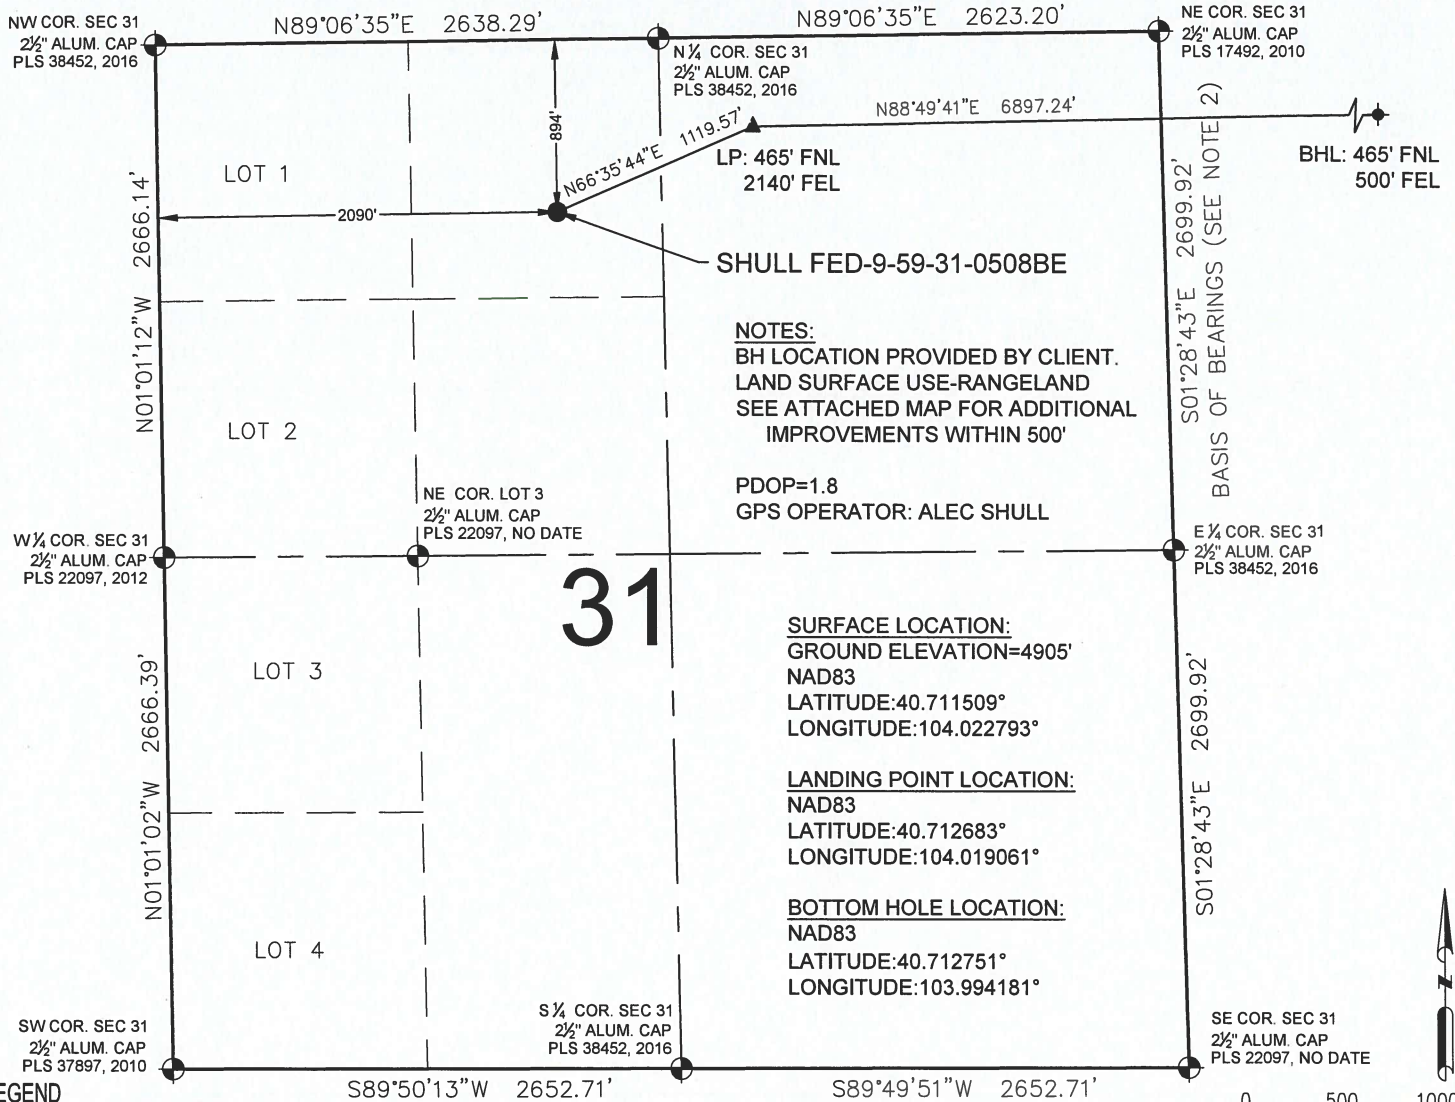 NW COR. SEC 31
2½" ALUM. CAP
PLS 38452, 2016
N89°06'35"E 2638.29'
N89°06'35"E 2623.20'
NE COR. SEC 31
2½" ALUM. CAP
PLS 17492, 2010
N¼ COR. SEC 31
2½" ALUM. CAP
PLS 38452, 2016
894'
N66°35'44"E 1119.57'
N88°49'41"E 6897.24'
LP: 465' FNL
2140' FEL
BHL: 465' FNL
500' FEL
LOT 1
2090'
N01°01'12"W 2666.14'
S01°28'43"E 2699.92'
BASIS OF BEARINGS (SEE NOTE 2)
SHULL FED-9-59-31-0508BE
NOTES:
BH LOCATION PROVIDED BY CLIENT.
LAND SURFACE USE-RANGELAND
SEE ATTACHED MAP FOR ADDITIONAL
IMPROVEMENTS WITHIN 500'
LOT 2
PDOP=1.8
GPS OPERATOR: ALEC SHULL
NE COR. LOT 3
2½" ALUM. CAP
PLS 22097, NO DATE
W¼ COR. SEC 31
2½" ALUM. CAP
PLS 22097, 2012
E¼ COR. SEC 31
2½" ALUM. CAP
PLS 38452, 2016
31
SURFACE LOCATION:
GROUND ELEVATION=4905'
NAD83
LATITUDE:40.711509°
LONGITUDE:104.022793°
LOT 3
N01°01'02"W 2666.39'
S01°28'43"E 2699.92'
LANDING POINT LOCATION:
NAD83
LATITUDE:40.712683°
LONGITUDE:104.019061°
BOTTOM HOLE LOCATION:
NAD83
LATITUDE:40.712751°
LONGITUDE:103.994181°
LOT 4
SW COR. SEC 31
2½" ALUM. CAP
PLS 37897, 2010
S¼ COR. SEC 31
2½" ALUM. CAP
PLS 38452, 2016
SE COR. SEC 31
2½" ALUM. CAP
PLS 22097, NO DATE
N
S89°50'13"W 2652.71'
S89°49'51"W 2652.71'
EGEND
0 500 1000